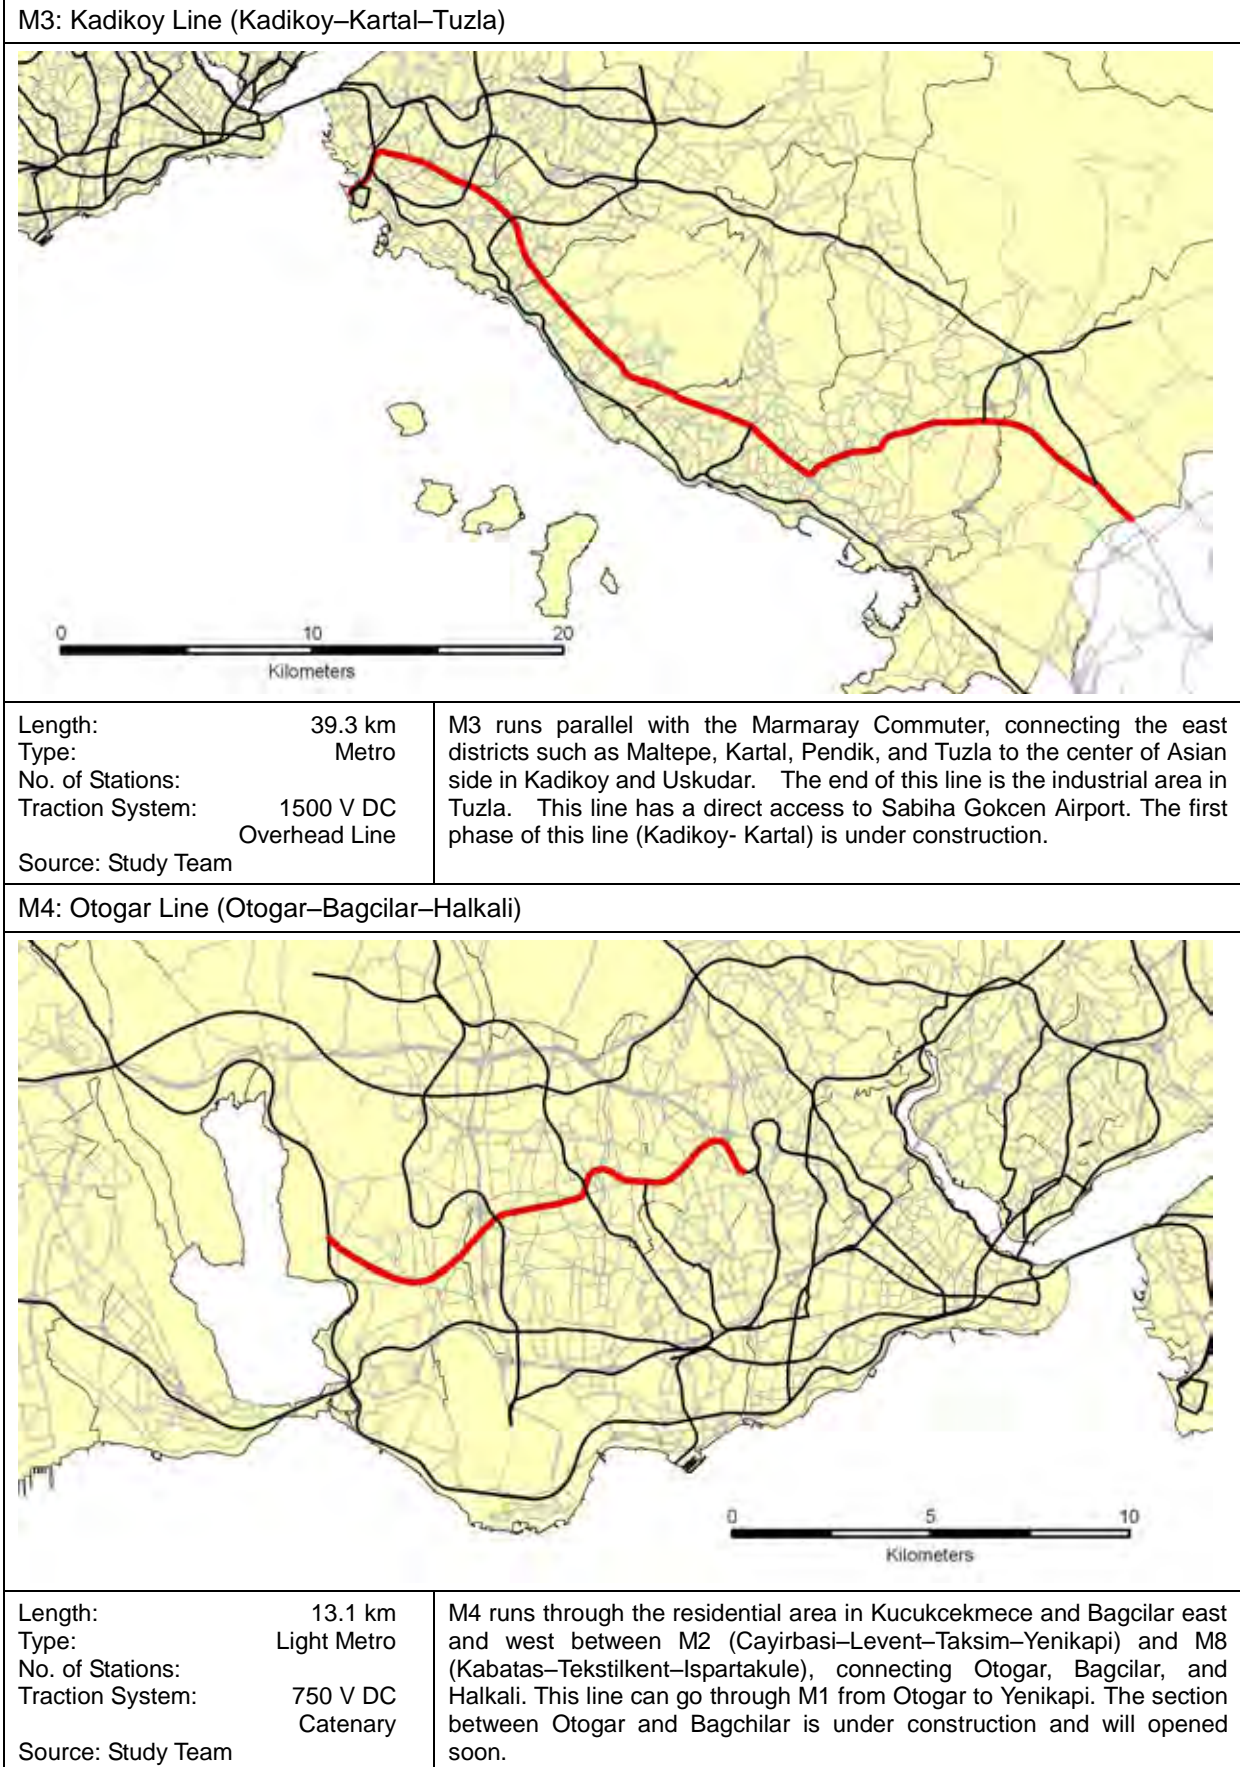 M3: Kadikoy Line (Kadikoy–Kartal–Tuzla)
0 10 20
Kilometers
Length: 39.3 km
Type: Metro
No. of Stations:
Traction System: 1500 V DC
Overhead Line
Source: Study Team
M3 runs parallel with the Marmaray Commuter, connecting the east
districts such as Maltepe, Kartal, Pendik, and Tuzla to the center of Asian
side in Kadikoy and Uskudar. The end of this line is the industrial area in
Tuzla. This line has a direct access to Sabiha Gokcen Airport. The first
phase of this line (Kadikoy- Kartal) is under construction.
M4: Otogar Line (Otogar–Bagcilar–Halkali)
0 5 10
Kilometers
Length: 13.1 km
Type: Light Metro
No. of Stations:
Traction System: 750 V DC
Catenary
Source: Study Team
M4 runs through the residential area in Kucukcekmece and Bagcilar east
and west between M2 (Cayirbasi–Levent–Taksim–Yenikapi) and M8
(Kabatas–Tekstilkent–Ispartakule), connecting Otogar, Bagcilar, and
Halkali. This line can go through M1 from Otogar to Yenikapi. The section
between Otogar and Bagchilar is under construction and will opened
soon.